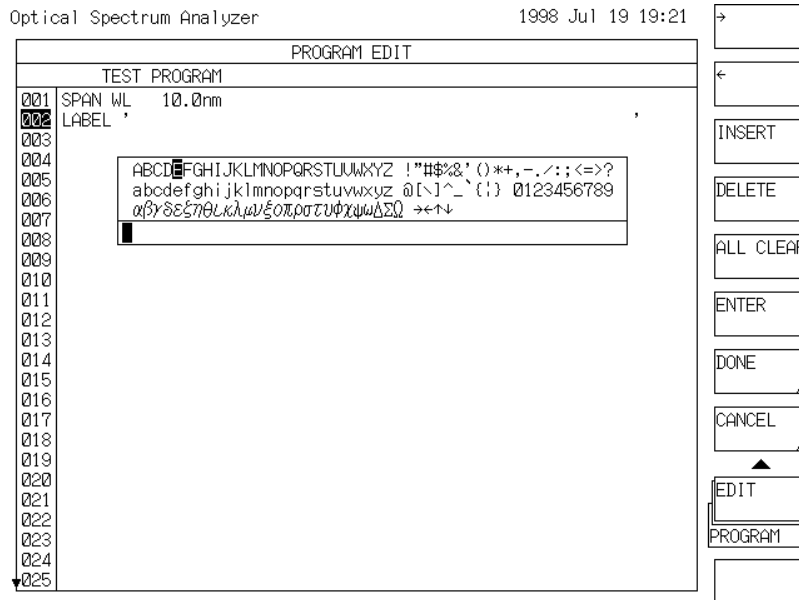 Optical Spectrum Analyzer 1998 Jul 19 19:21
PROGRAM EDIT
TEST PROGRAM
001 SPAN WL 10.0nm
002 LABEL ' '
003
004
005
006
007
008
009
010
011
012
013
014
015
016
017
018
019
020
021
022
023
024
025
ABCDEFGHIJKLMNOPQRSTUVWXYZ !"#$%&'()*+,-./:;<=>?
abcdefghijklmnopqrstuvwxyz @[\]^_`{¦} 0123456789
αβγδεζηθικλμνξοπρστυφχψωΔΣΩ →←↑↓
→
←
INSERT
DELETE
ALL CLEAR
ENTER
DONE
CANCEL
EDIT
PROGRAM